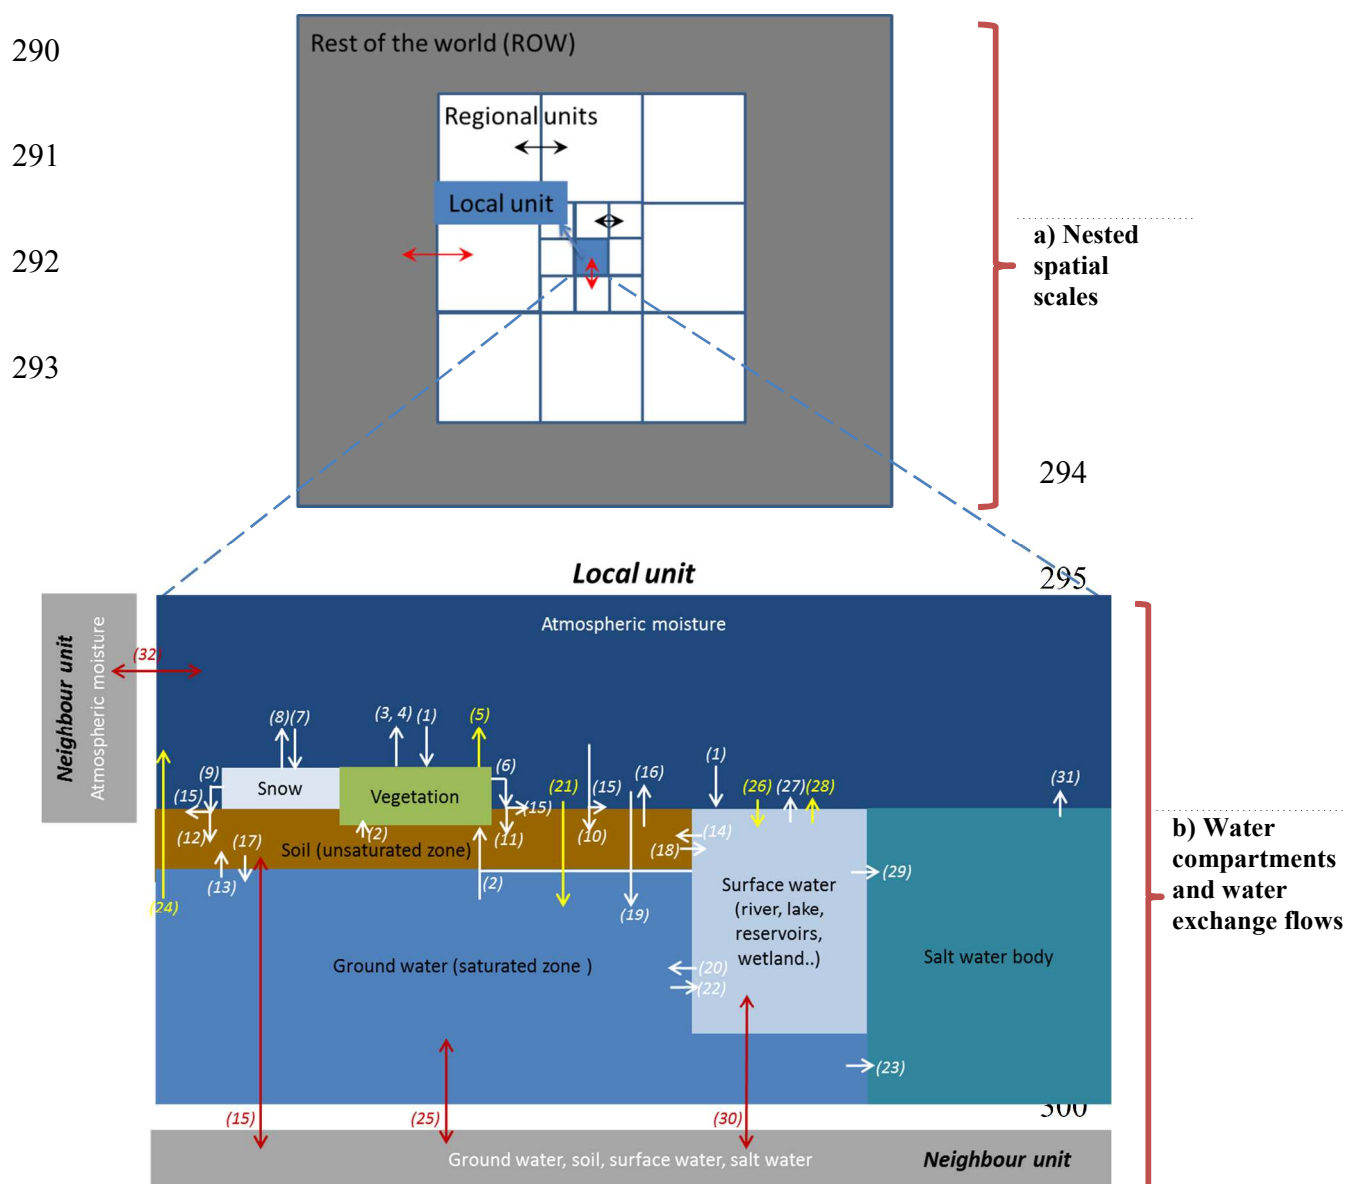 290
Rest of the world (ROW)
Regional units
291
Local unit
292
a) Nested
spatial
scales
293
294
Local unit
295
Atmospheric moisture
Neighbour unit
Atmospheric moisture
(32)
(8)
(7)
(3, 4)
(1)
(5)
(9)
(6)
(1)
(16)
(26)
(27)
(28)
(31)
Snow
Vegetation
(15)
(15)
(21)
(15)
(12)
(17)
(2)
(11)
(10)
(14)
(18)
Soil (unsaturated zone)
(13)
(24)
(2)
(19)
(29)
Surface water
(river, lake,
reservoirs,
wetland..)
b) Water
compartments
and water
exchange flows
Ground water (saturated zone )
Salt water body
(20)
(22)
(23)
300
(15)
(25)
(30)
Ground water, soil, surface water, salt water
Neighbour unit